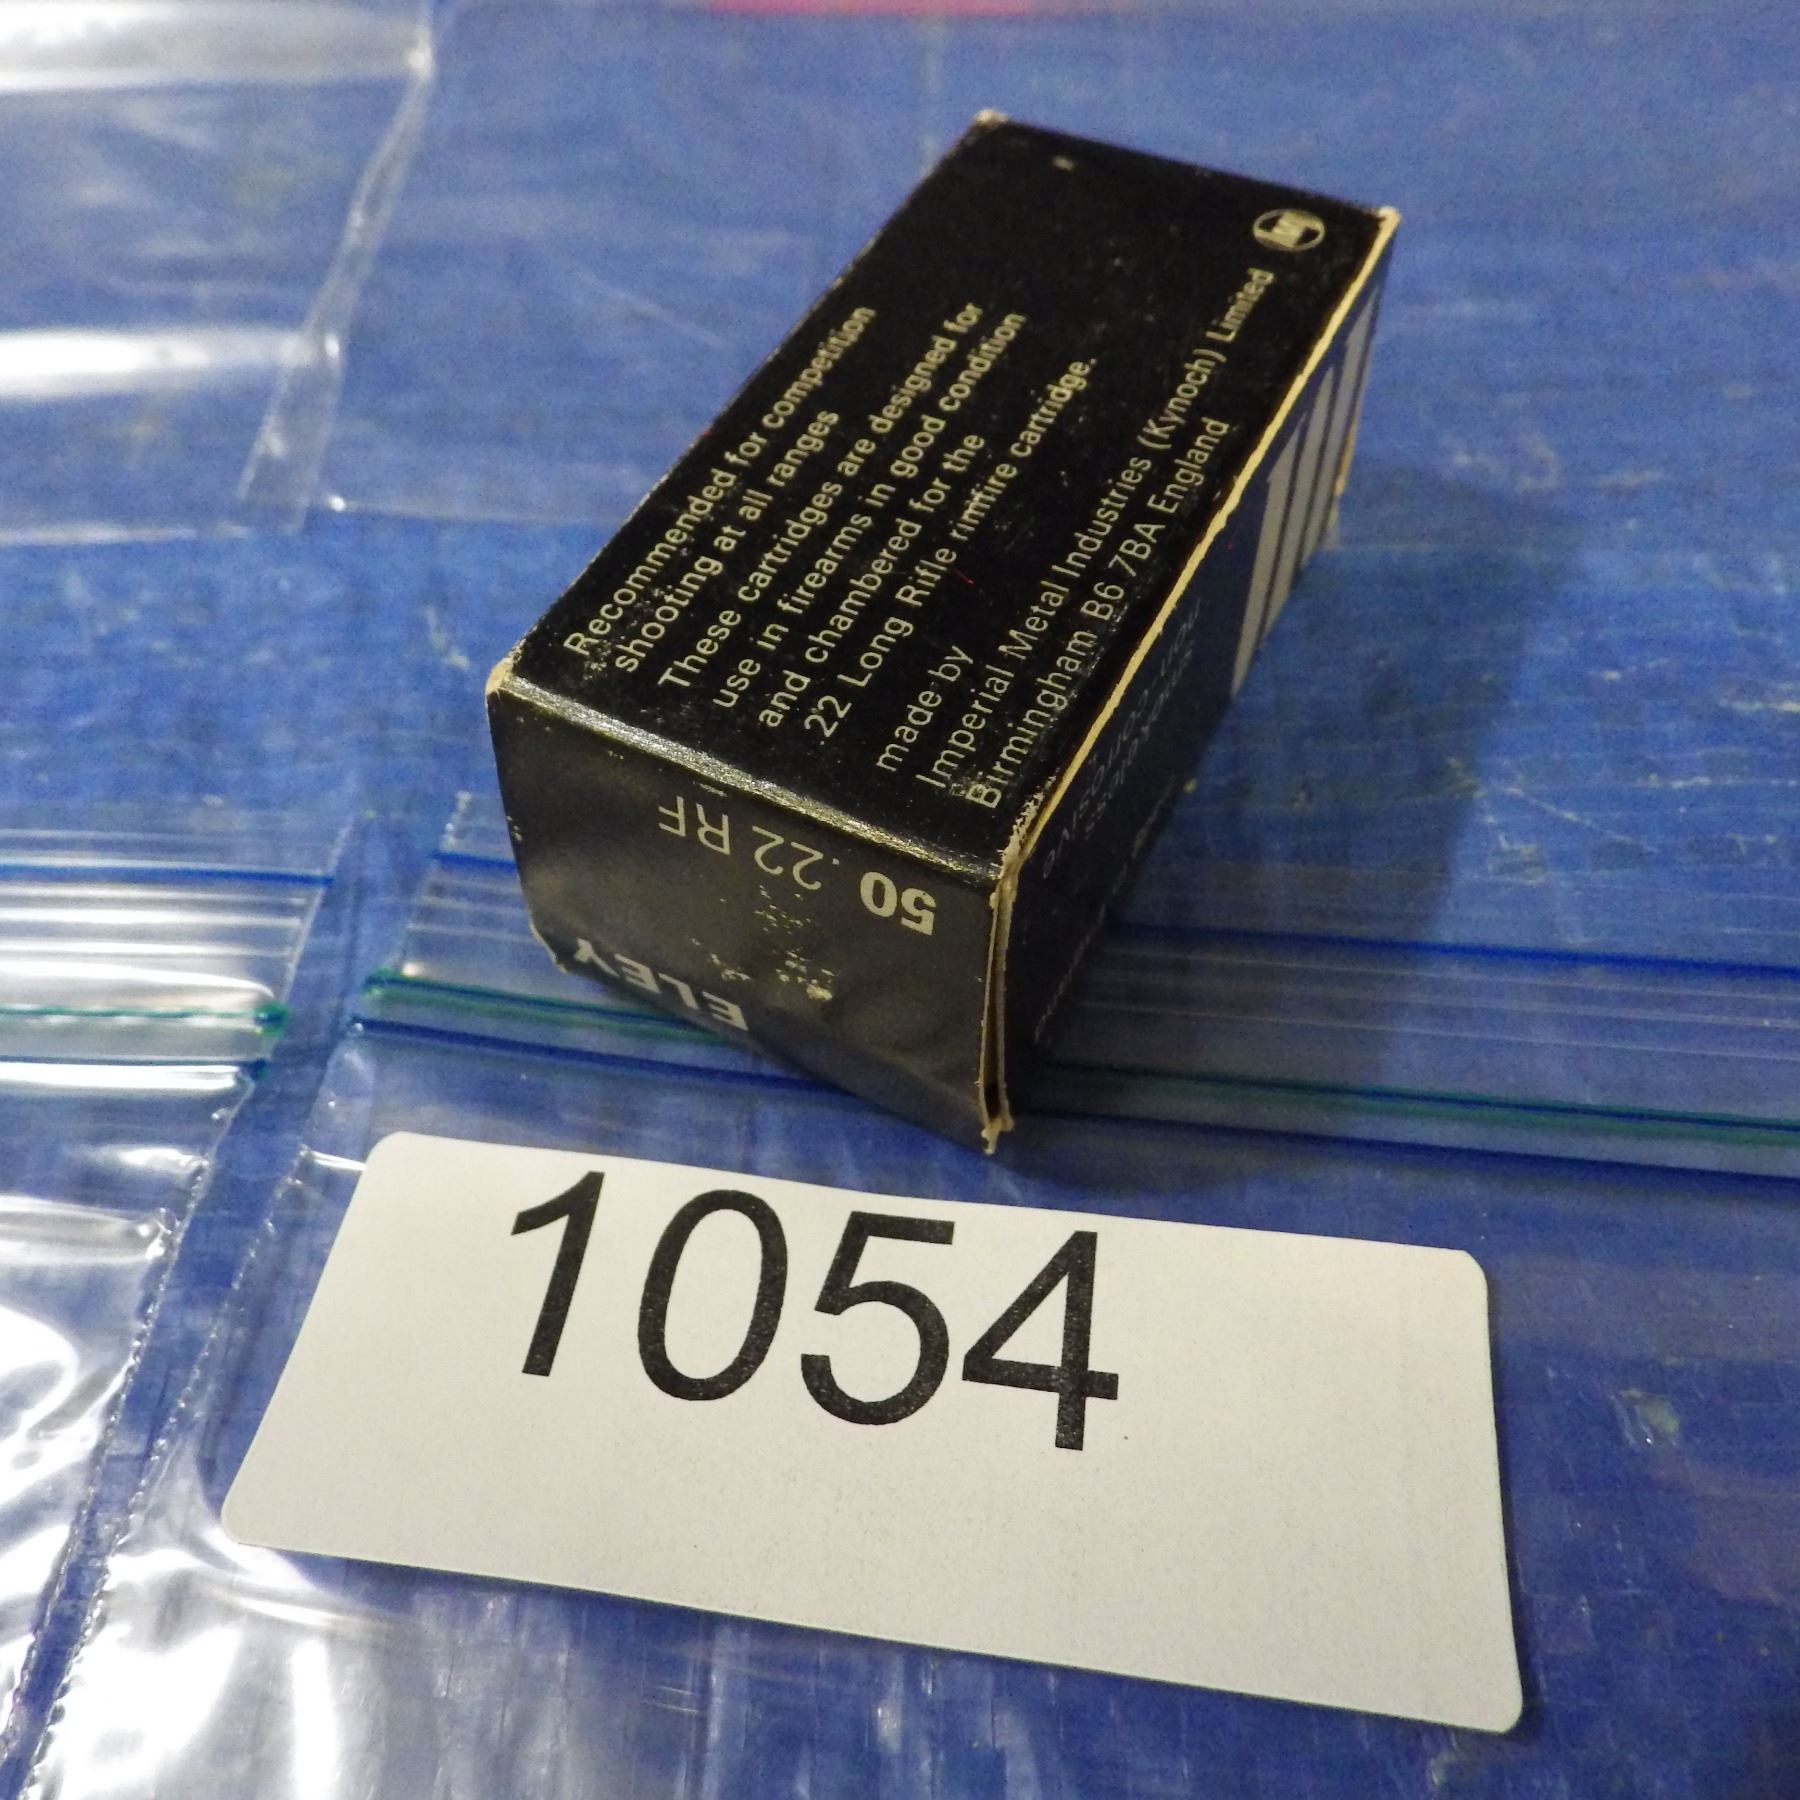 Recommended for competition
shooting at all ranges
These cartridges are designed for
use in firearms in good condition
and chambered for the
.22 Long Rifle rimfire cartridge.
made by
Imperial Metal Industries (Kynoch) Limited
Birmingham B6 7BA England
50 .22 RF
ELEY
1054